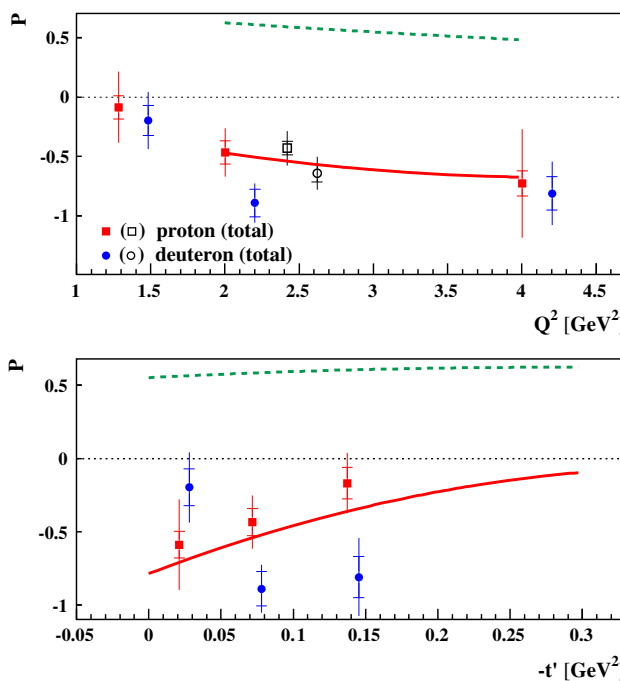 P
0.5
0
-0.5
-1
proton (total)
deuteron (total)
1 1.5 2 2.5 3 3.5 4 4.5
Q² [GeV²]
P
0.5
0
-0.5
-1
-0.05 0 0.05 0.1 0.15 0.2 0.25 0.3
-t' [GeV²]